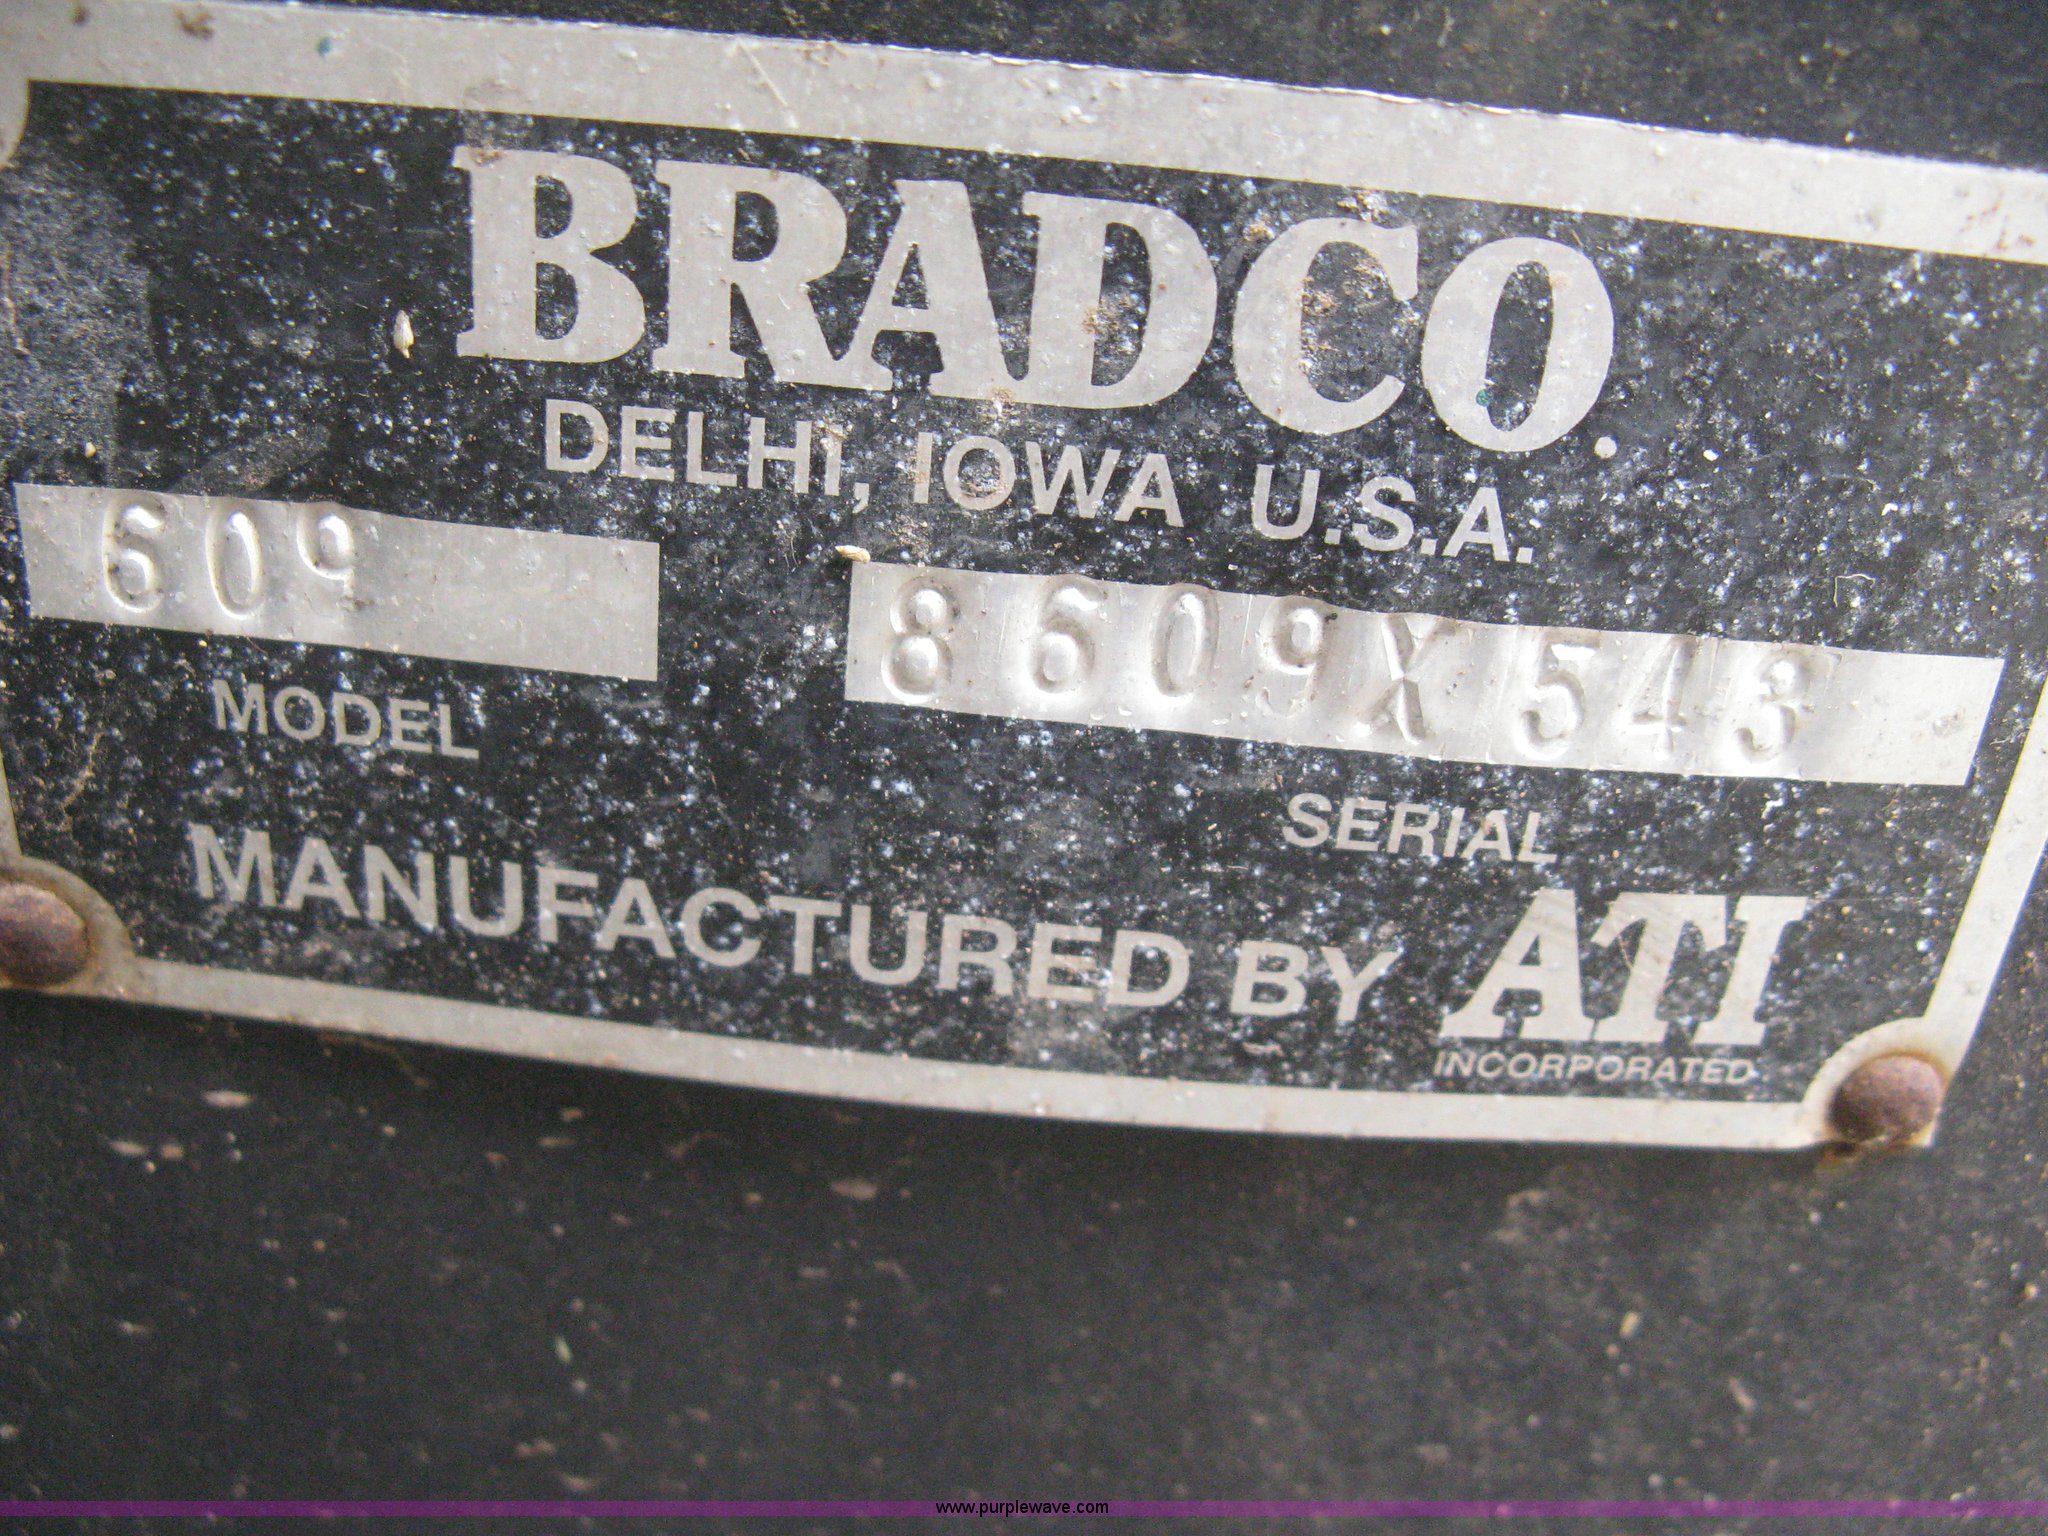 BRADCO.
DELHI, IOWA U.S.A.
609 8609X543
MODEL SERIAL
MANUFACTURED BY ATI
INCORPORATED
www.purplewave.com